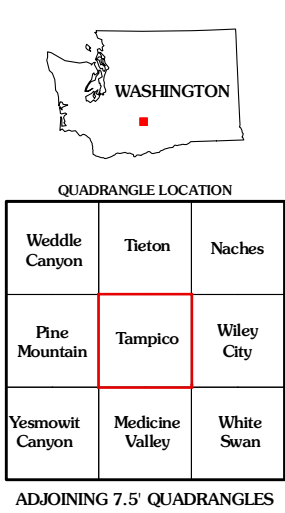 WASHINGTON
QUADRANGLE LOCATION
Weddle
Canyon
Tieton
Naches
Pine
Mountain
Tampico
Wiley
City
Yesmowit
Canyon
Medicine
Valley
White
Swan
ADJOINING 7.5' QUADRANGLES